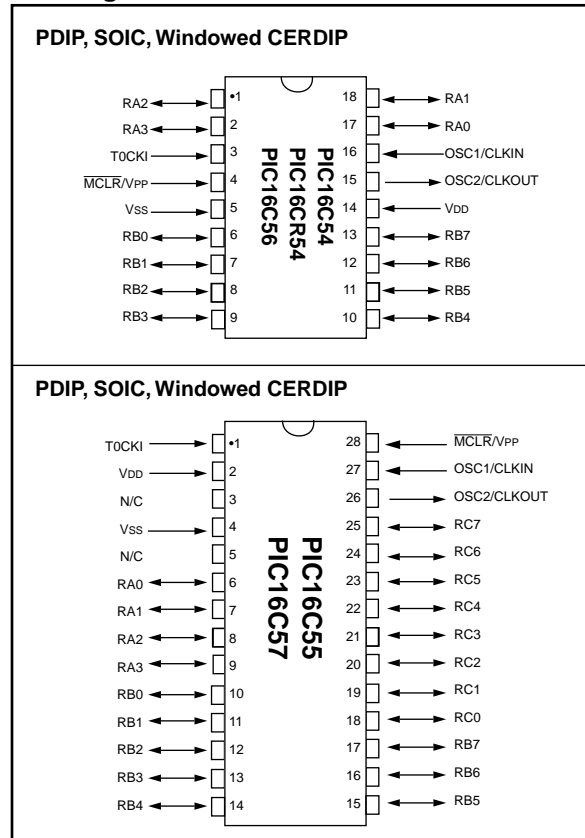 PDIP, SOIC, Windowed CERDIP
RA2 •1 18 RA1
RA3 2 17 RA0
T0CKI 3 16 OSC1/CLKIN
MCLR/VPP 4 15 OSC2/CLKOUT
VSS 5 14 VDD
RB0 6 13 RB7
RB1 7 12 RB6
RB2 8 11 RB5
RB3 9 10 RB4
PIC16C54
PIC16CR54
PIC16C56
PDIP, SOIC, Windowed CERDIP
T0CKI •1 28 MCLR/VPP
VDD 2 27 OSC1/CLKIN
N/C 3 26 OSC2/CLKOUT
VSS 4 25 RC7
N/C 5 24 RC6
RA0 6 23 RC5
RA1 7 22 RC4
RA2 8 21 RC3
RA3 9 20 RC2
RB0 10 19 RC1
RB1 11 18 RC0
RB2 12 17 RB7
RB3 13 16 RB6
RB4 14 15 RB5
PIC16C55
PIC16C57